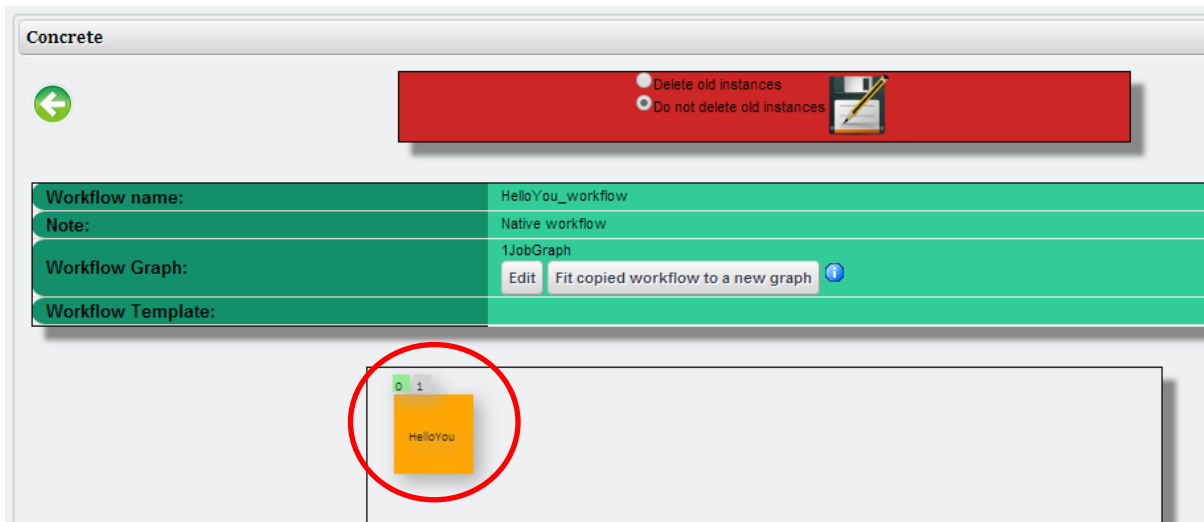 Concrete
Delete old instances
Do not delete old instances
Workflow name: HelloYou_workflow
Note: Native workflow
1JobGraph
Workflow Graph:
Edit Fit copied workflow to a new graph i
Workflow Template:
0 1
HelloYou